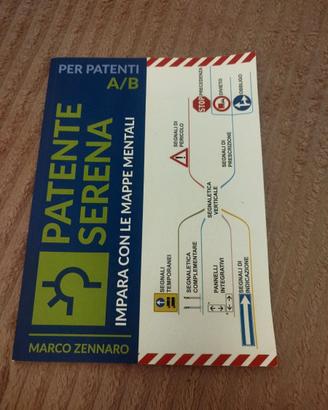 PER PATENTI
A/B
PATENTE
SERENA
IMPARA CON LE MAPPE MENTALI
MARCO ZENNARO
STOP
PRECEDENZA
DIVIETO
OBBLIGO
SEGNALI DI
PERICOLO
SEGNALI DI
PRESCRIZIONE
SEGNALETICA
VERTICALE
SEGNALI
TEMPORANEI
SEGNALETICA
COMPLEMENTARE
PANNELLI
INTEGRATIVI
SEGNALI DI
INDICAZIONE